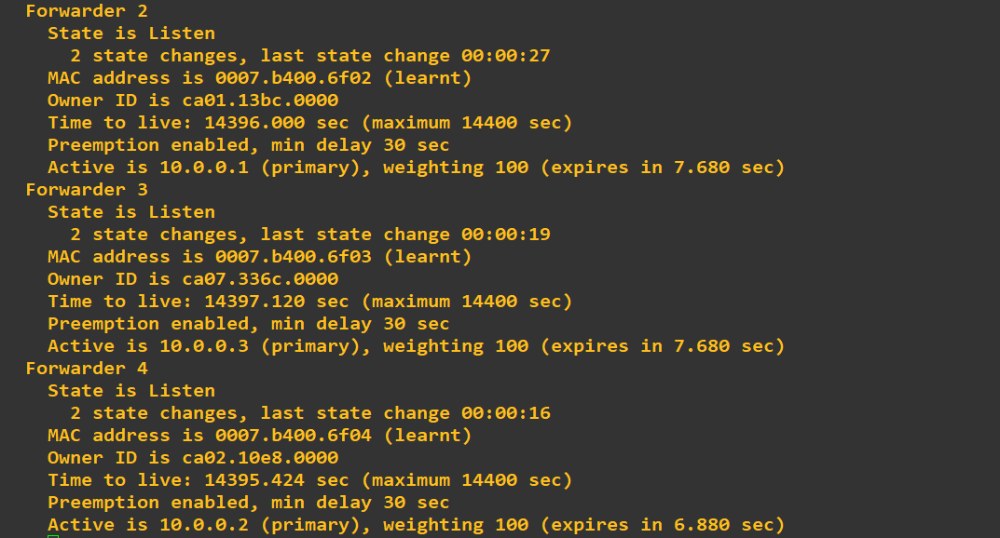 Forwarder 2
State is Listen
2 state changes, last state change 00:00:27
MAC address is 0007.b400.6f02 (learnt)
Owner ID is ca01.13bc.0000
Time to live: 14396.000 sec (maximum 14400 sec)
Preemption enabled, min delay 30 sec
Active is 10.0.0.1 (primary), weighting 100 (expires in 7.680 sec)
Forwarder 3
State is Listen
2 state changes, last state change 00:00:19
MAC address is 0007.b400.6f03 (learnt)
Owner ID is ca07.336c.0000
Time to live: 14397.120 sec (maximum 14400 sec)
Preemption enabled, min delay 30 sec
Active is 10.0.0.3 (primary), weighting 100 (expires in 7.680 sec)
Forwarder 4
State is Listen
2 state changes, last state change 00:00:16
MAC address is 0007.b400.6f04 (learnt)
Owner ID is ca02.10e8.0000
Time to live: 14395.424 sec (maximum 14400 sec)
Preemption enabled, min delay 30 sec
Active is 10.0.0.2 (primary), weighting 100 (expires in 6.880 sec)